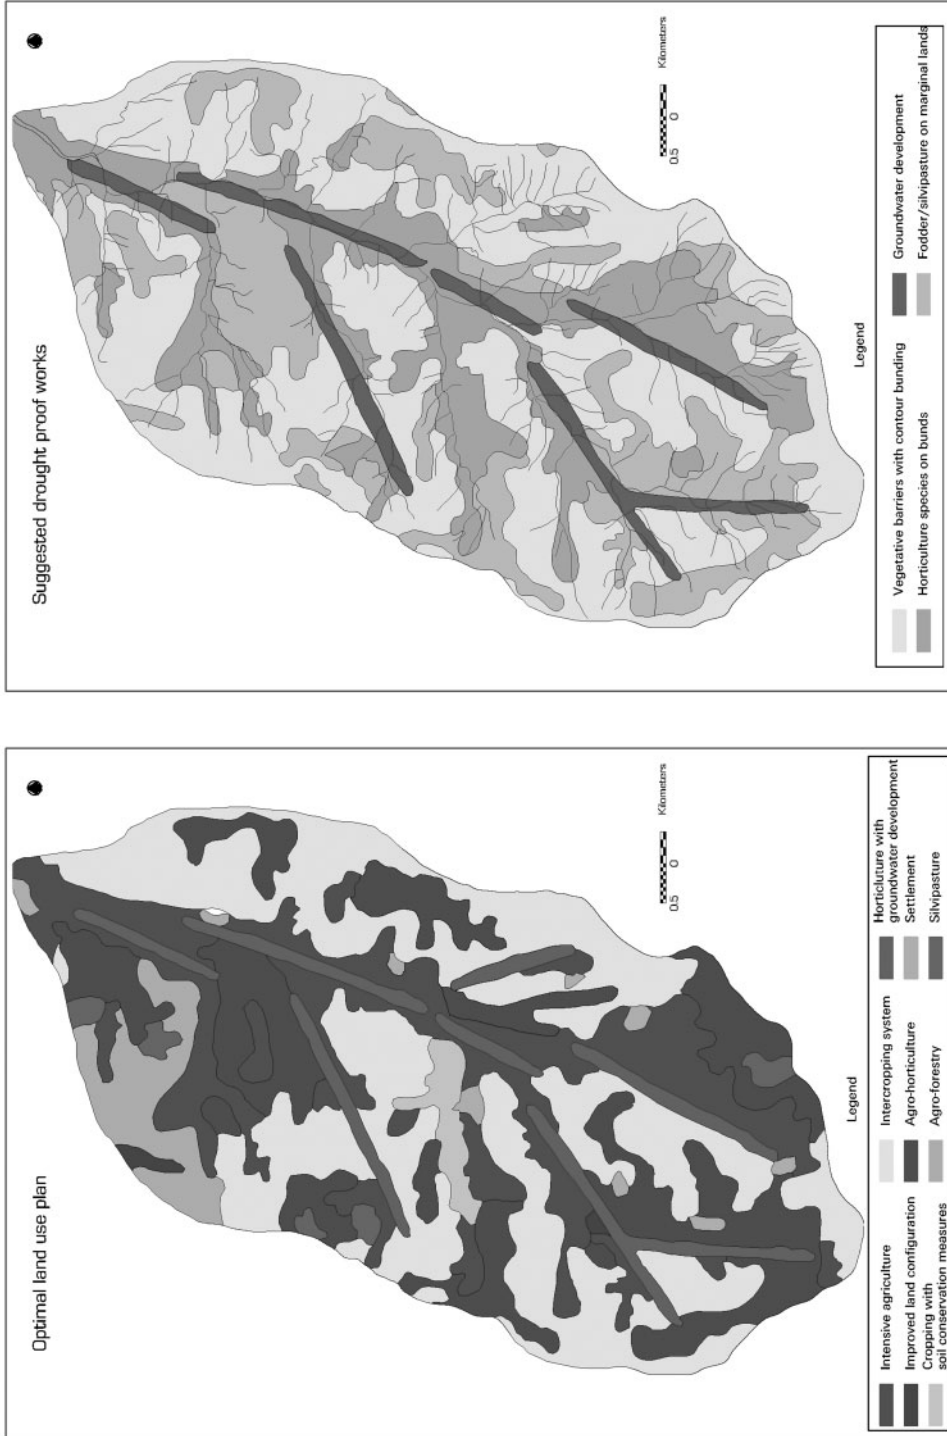 Suggested drought proof works
Kilometers
0.5 0
Legend
Vegetative barriers with contour bunding
Groundwater development
Horticulture species on bunds
Fodder/silvipasture on marginal lands
Optimal land use plan
Kilometers
0.5 0
Legend
Intensive agriculture
Intercropping system
Horticluture with
groundwater development
Improved land configuration
Agro-horticulture
Settlement
Cropping with
soil conservation measures
Agro-forestry
Silvipasture